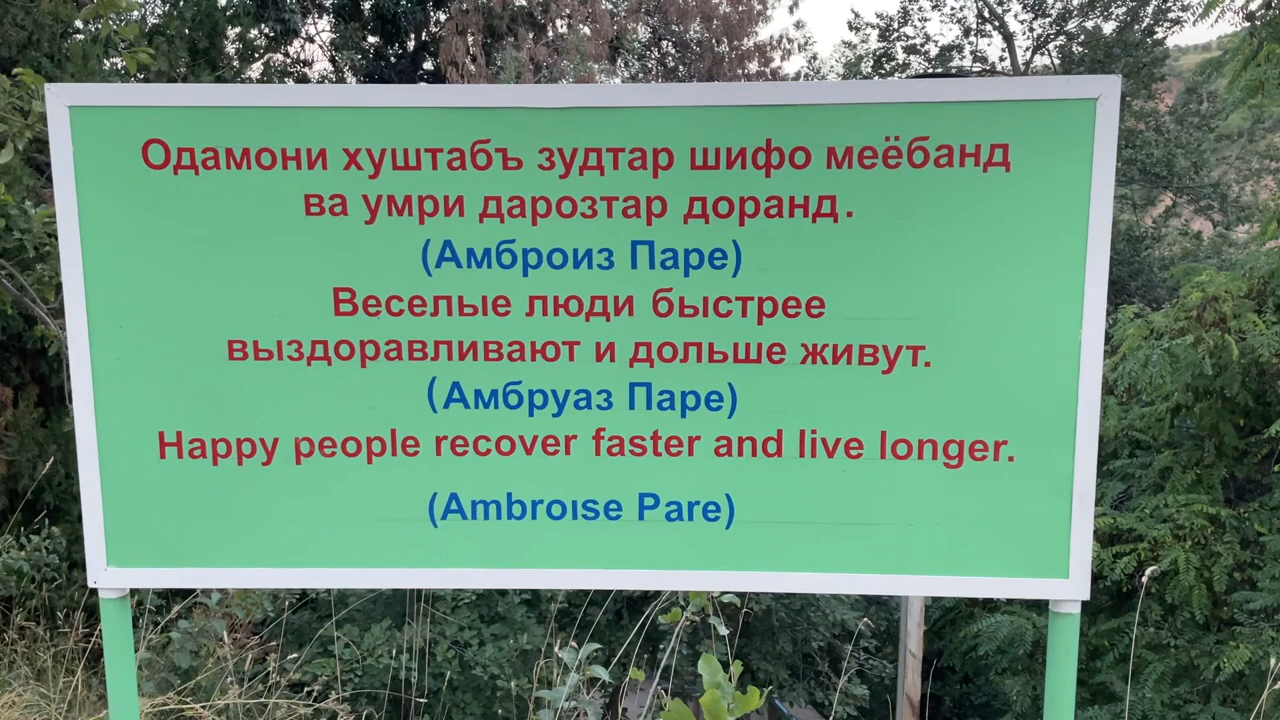 Одамони хуштабъ зудтар шифо меёбанд
ва умри дарозтар доранд.
(Амброиз Паре)
Веселые люди быстрее
выздоравливают и дольше живут.
(Амбруаз Паре)
Happy people recover faster and live longer.
(Ambroıse Pare)